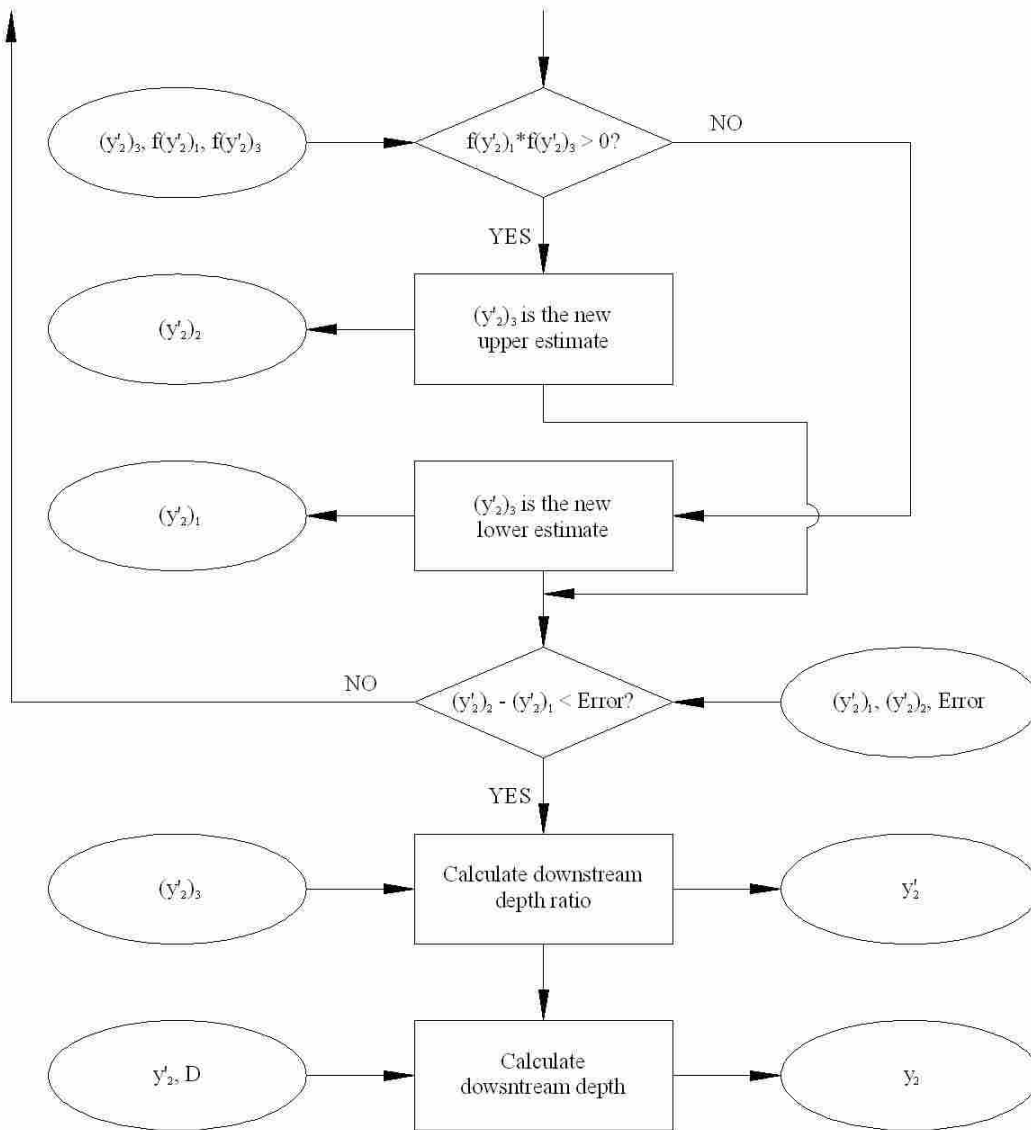 (y'₂)₃, f(y'₂)₁, f(y'₂)₃
f(y'₂)₁*f(y'₂)₃ > 0?
NO
YES
(y'₂)₂
(y'₂)₃ is the new
upper estimate
(y'₂)₁
(y'₂)₃ is the new
lower estimate
NO
(y'₂)₂ - (y'₂)₁ < Error?
(y'₂)₁, (y'₂)₂, Error
YES
(y'₂)₃
Calculate downstream
depth ratio
y'₂
y'₂, D
Calculate
dowsntream depth
y₂